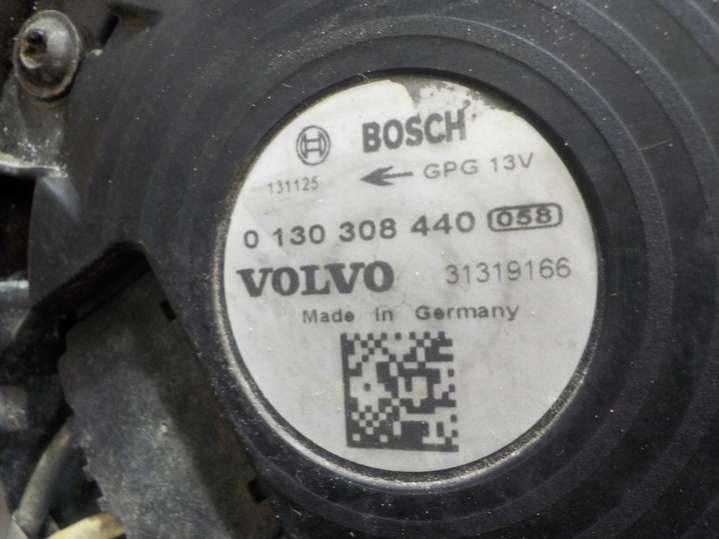 BOSCH
131125 GPG 13V
0 130 308 440 058
VOLVO 31319166
Made in Germany